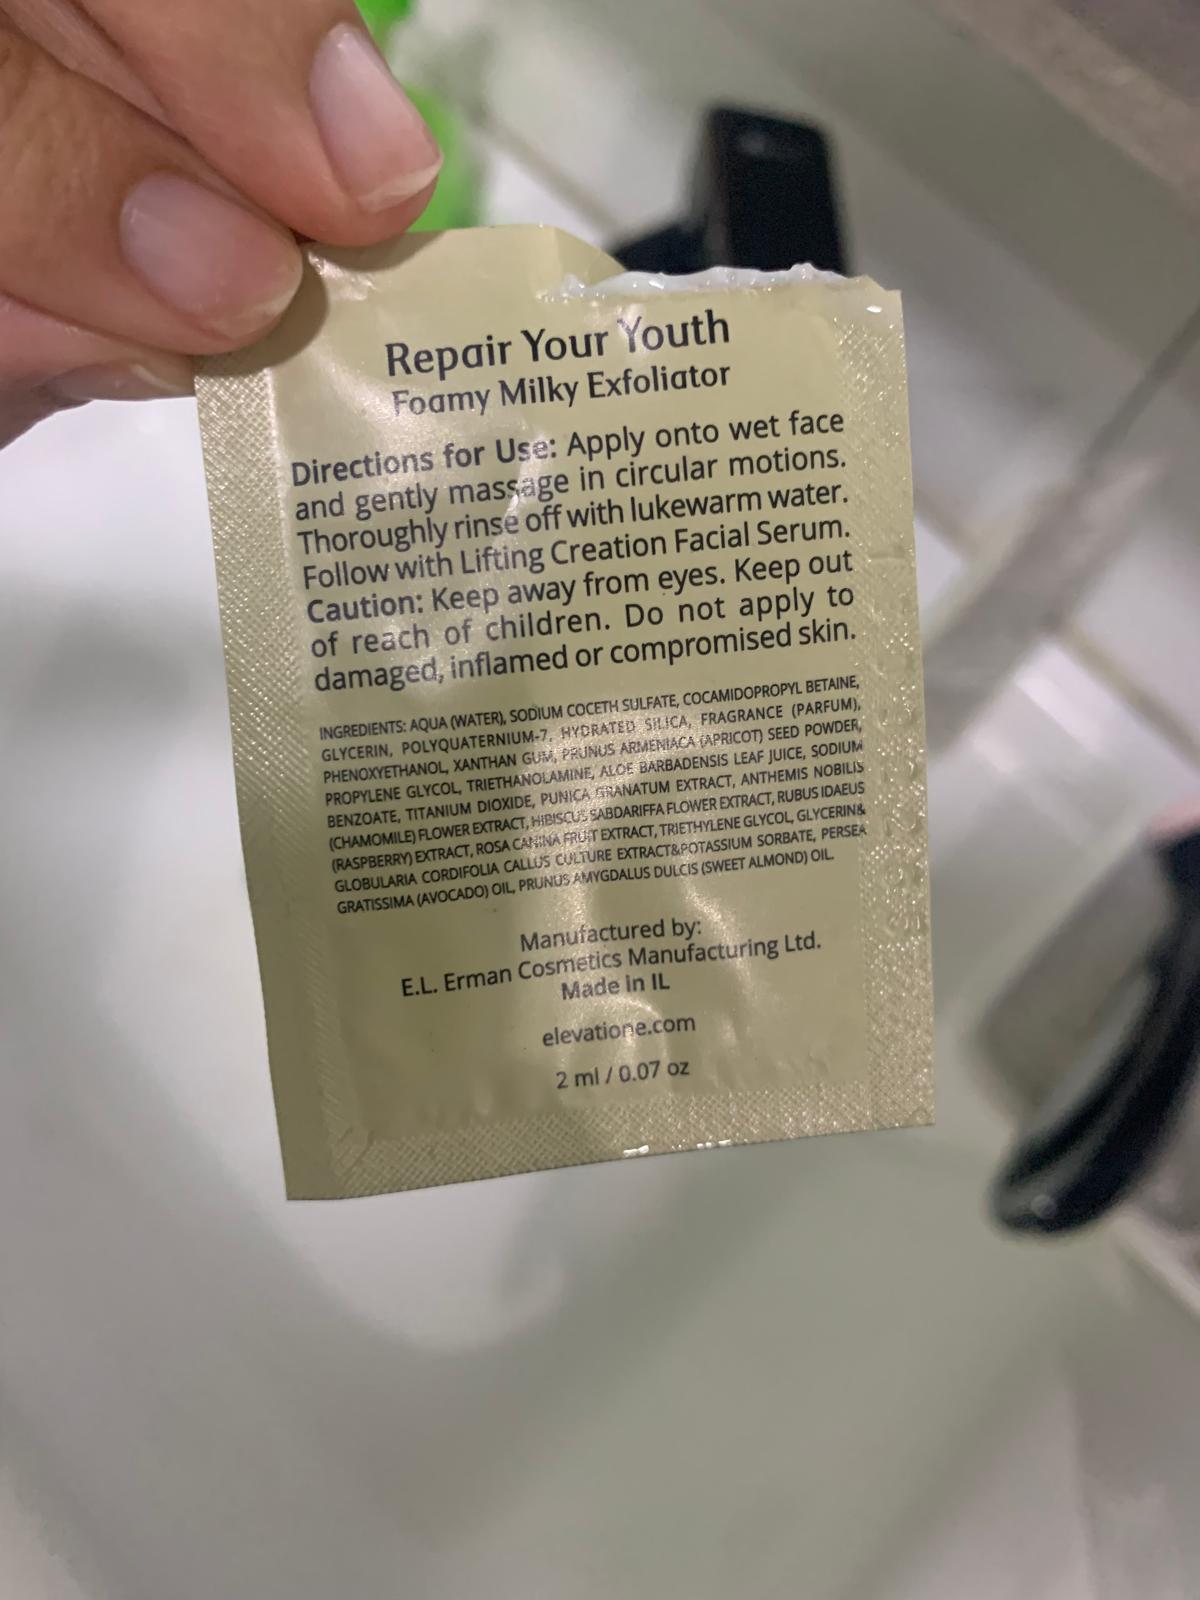 Repair Your Youth
Foamy Milky Exfoliator
Directions for Use: Apply onto wet face
and gently massage in circular motions.
Thoroughly rinse off with lukewarm water.
Follow with Lifting Creation Facial Serum.
Caution: Keep away from eyes. Keep out
of reach of children. Do not apply to
damaged, inflamed or compromised skin.
INGREDIENTS: AQUA (WATER), SODIUM COCETH SULFATE, COCAMIDOPROPYL BETAINE,
GLYCERIN, POLYQUATERNIUM-7, HYDRATED SILICA, FRAGRANCE (PARFUM),
PHENOXYETHANOL, XANTHAN GUM, PRUNUS ARMENIACA (APRICOT) SEED POWDER,
PROPYLENE GLYCOL, TRIETHANOLAMINE, ALOE BARBADENSIS LEAF JUICE, SODIUM
BENZOATE, TITANIUM DIOXIDE, PUNICA GRANATUM EXTRACT, ANTHEMIS NOBILIS
(CHAMOMILE) FLOWER EXTRACT, HIBISCUS SABDARIFFA FLOWER EXTRACT, RUBUS IDAEUS
(RASPBERRY) EXTRACT, ROSA CANINA FRUIT EXTRACT, TRIETHYLENE GLYCOL, GLYCERIN&
GLOBULARIA CORDIFOLIA CALLUS CULTURE EXTRACT&POTASSIUM SORBATE, PERSEA
GRATISSIMA (AVOCADO) OIL, PRUNUS AMYGDALUS DULCIS (SWEET ALMOND) OIL.
Manufactured by:
E.L. Erman Cosmetics Manufacturing Ltd.
Made in IL
elevatione.com
2 ml / 0.07 oz